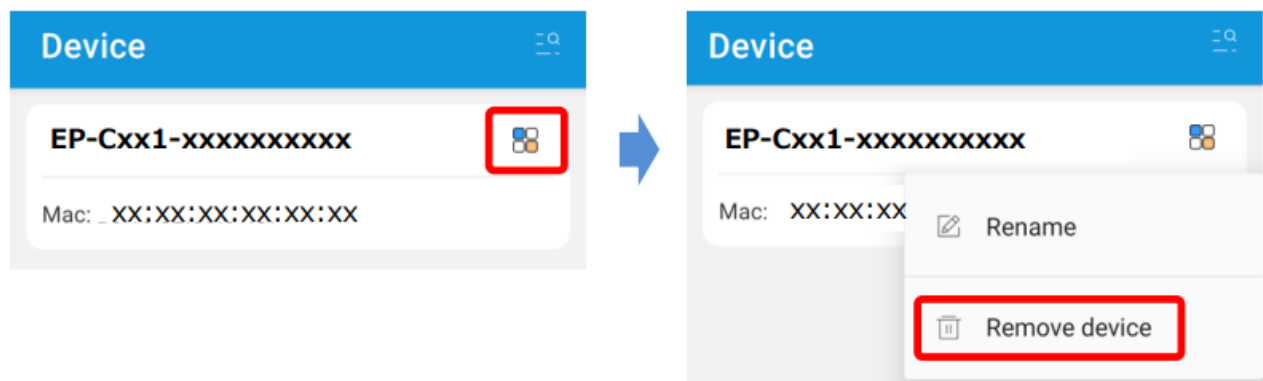 Device
EP-Cxx1-xxxxxxxxxx
Mac: _ xx:xx:xx:xx:xx:xx
Device
EP-Cxx1-xxxxxxxxxx
Mac: xx:xx:xx
Rename
Remove device